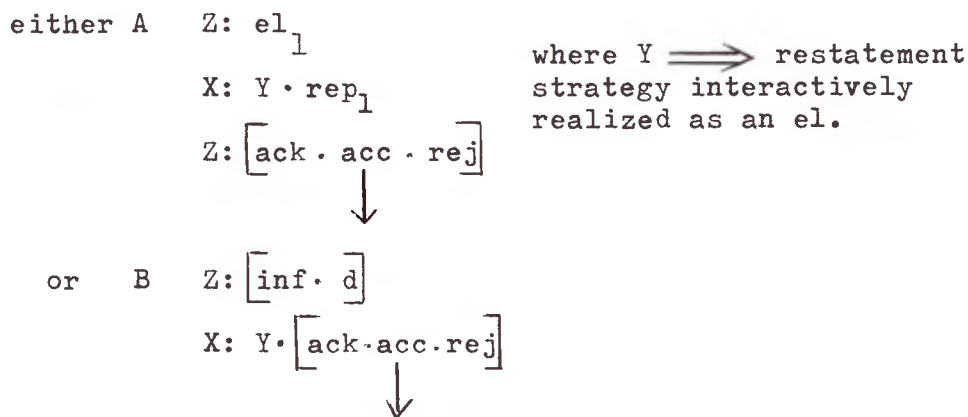 either A Z: el1
where Y ⟹ restatement
strategy interactively
realized as an el.
X: Y · rep1
Z: [ack · acc · rej]
↓
or B Z: [inf · d]
X: Y · [ack · acc · rej]
↓